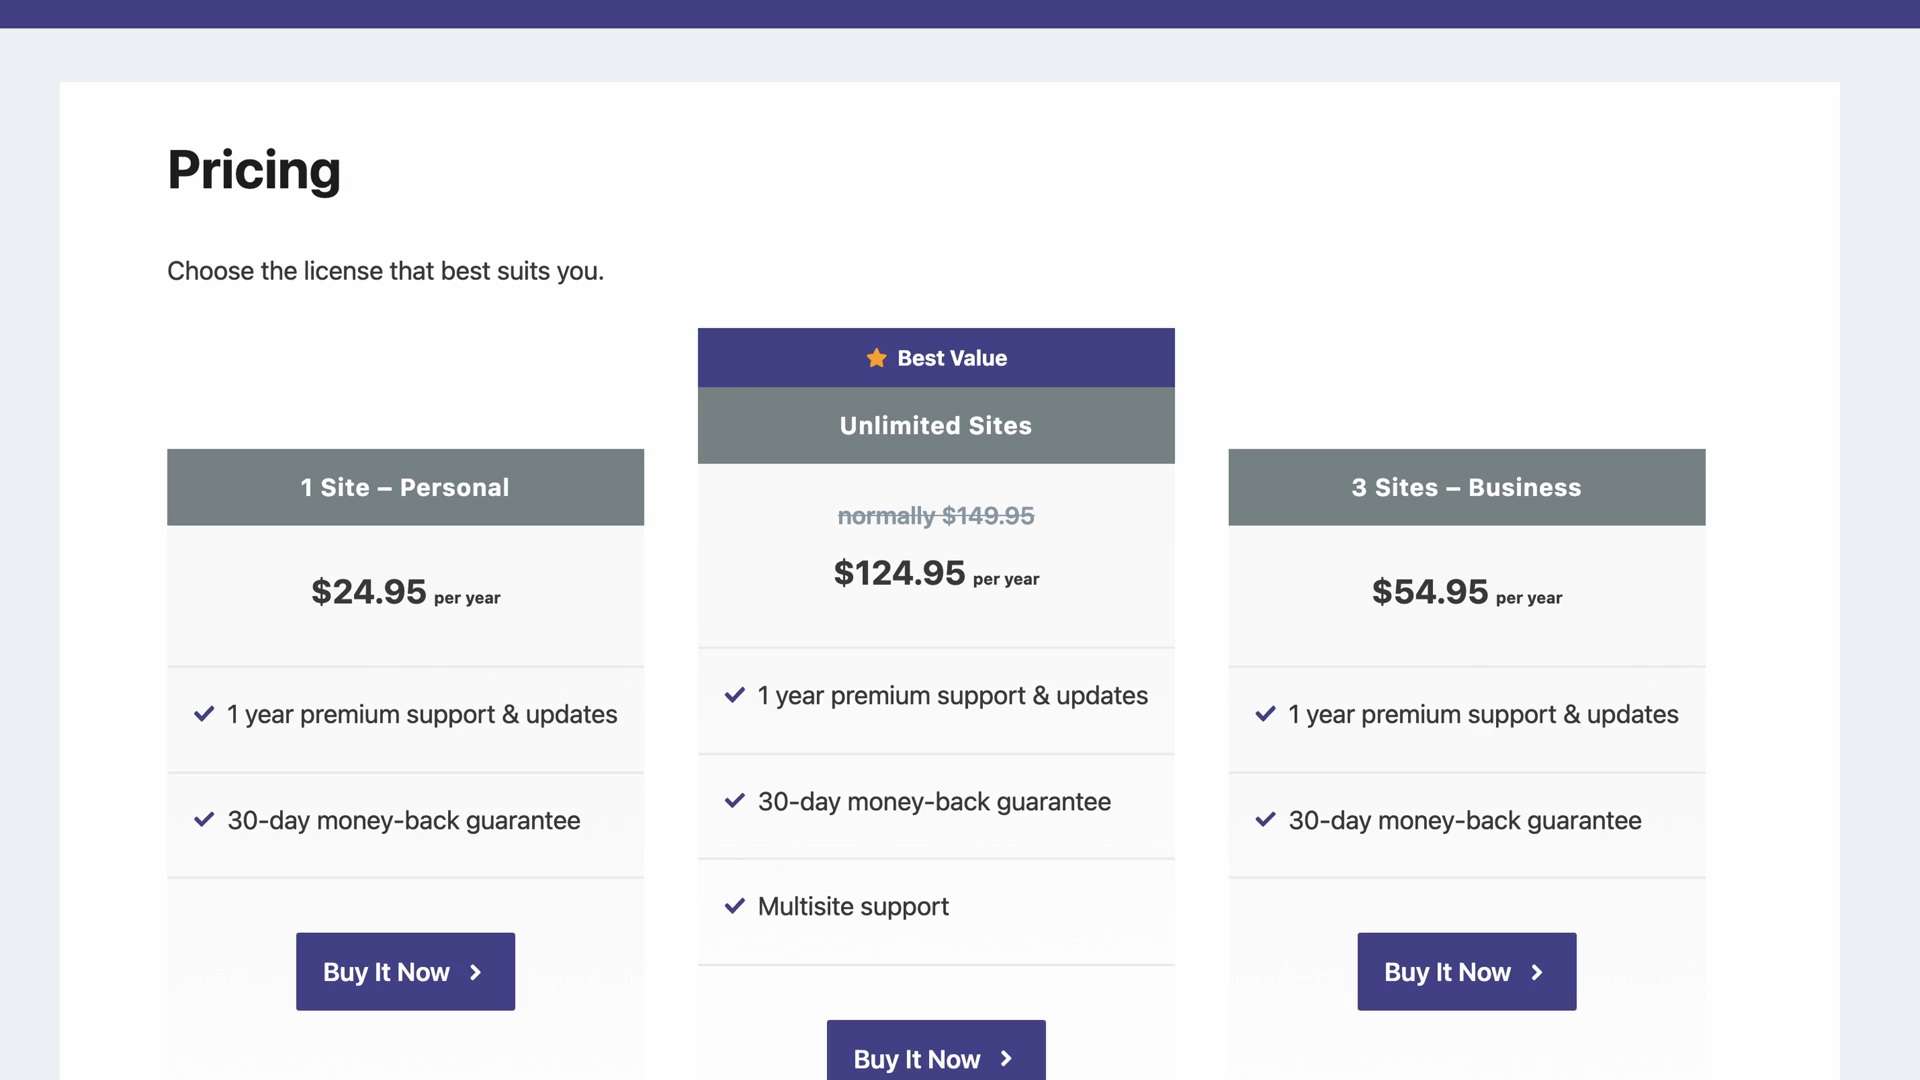 Pricing
Choose the license that best suits you.
1 Site – Personal
$24.95 per year
1 year premium support & updates
30-day money-back guarantee
Buy It Now
Best Value
Unlimited Sites
normally $149.95
$124.95 per year
1 year premium support & updates
30-day money-back guarantee
Multisite support
Buy It Now
3 Sites – Business
$54.95 per year
1 year premium support & updates
30-day money-back guarantee
Buy It Now